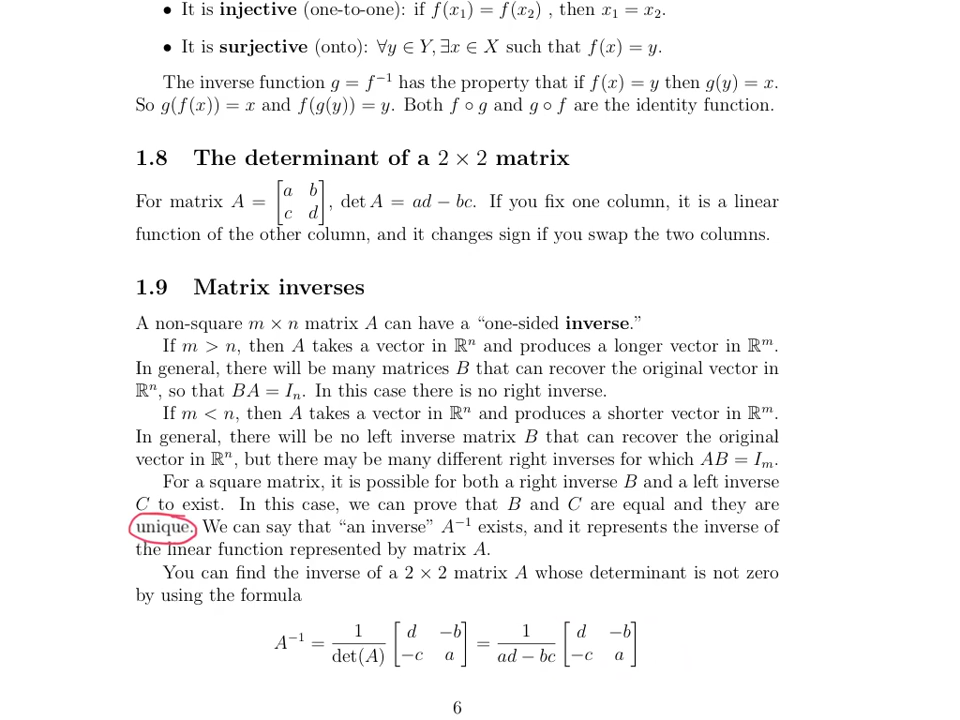 • It is injective (one-to-one): if f(x₁) = f(x₂) , then x₁ = x₂.
• It is surjective (onto): ∀y ∈ Y, ∃x ∈ X such that f(x) = y.
The inverse function g = f⁻¹ has the property that if f(x) = y then g(y) = x.
So g(f(x)) = x and f(g(y)) = y. Both f ∘ g and g ∘ f are the identity function.
1.8 The determinant of a 2 × 2 matrix
For matrix A = [a b; c d], det A = ad − bc. If you fix one column, it is a linear
function of the other column, and it changes sign if you swap the two columns.
1.9 Matrix inverses
A non-square m × n matrix A can have a “one-sided inverse.”
If m > n, then A takes a vector in ℝⁿ and produces a longer vector in ℝᵐ.
In general, there will be many matrices B that can recover the original vector in
ℝⁿ, so that BA = Iₙ. In this case there is no right inverse.
If m < n, then A takes a vector in ℝⁿ and produces a shorter vector in ℝᵐ.
In general, there will be no left inverse matrix B that can recover the original
vector in ℝⁿ, but there may be many different right inverses for which AB = Iₘ.
For a square matrix, it is possible for both a right inverse B and a left inverse
C to exist. In this case, we can prove that B and C are equal and they are
unique. We can say that “an inverse” A⁻¹ exists, and it represents the inverse of
the linear function represented by matrix A.
You can find the inverse of a 2 × 2 matrix A whose determinant is not zero
by using the formula
A⁻¹ = 1/det(A) [d −b; −c a] = 1/(ad − bc) [d −b; −c a]
6